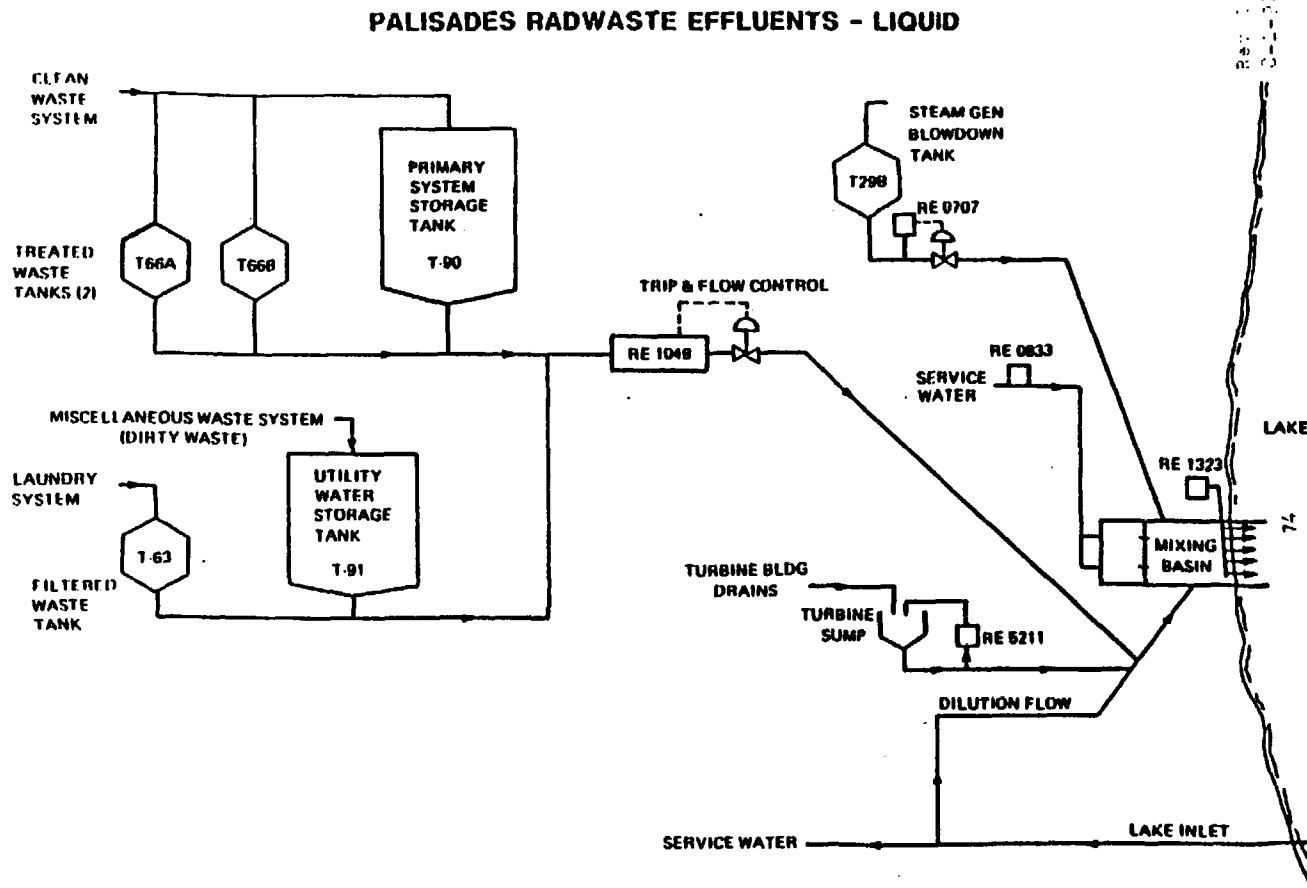 PALISADES RADWASTE EFFLUENTS - LIQUID
CLEAN
WASTE
SYSTEM
PRIMARY
SYSTEM
STORAGE
TANK
T-90
TREATED
WASTE
TANKS (2)
T66A
T66B
STEAM GEN
BLOWDOWN
TANK
T29B
RE 0707
TRIP & FLOW CONTROL
RE 1049
RE 0833
SERVICE
WATER
LAKE
RE 1323
74
MIXING
BASIN
MISCELLANEOUS WASTE SYSTEM
(DIRTY WASTE)
LAUNDRY
SYSTEM
UTILITY
WATER
STORAGE
TANK
T-91
T-63
FILTERED
WASTE
TANK
TURBINE BLDG
DRAINS
TURBINE
SUMP
RE 5211
DILUTION FLOW
SERVICE WATER
LAKE INLET